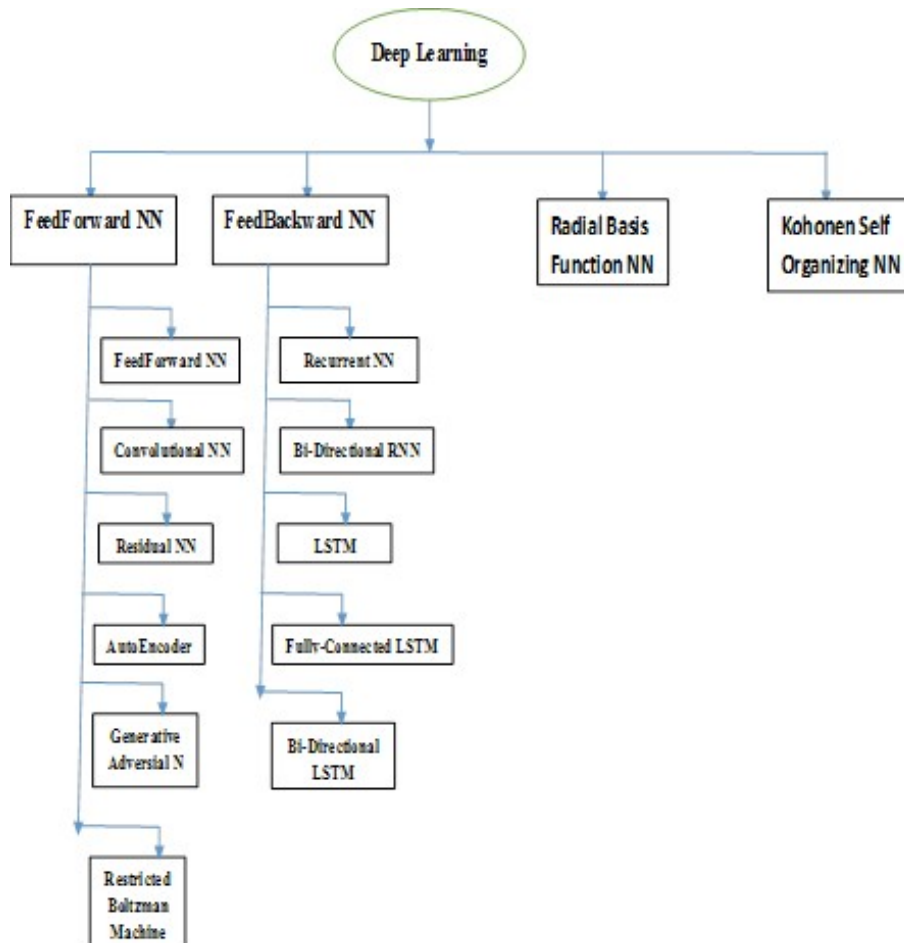 Deep Learning
FeedForward NN
FeedBackward NN
Radial Basis
Function NN
Kohonen Self
Organizing NN
FeedForward NN
Convolutional NN
Residual NN
AutoEncoder
Generative
Adversial N
Restricted
Boltzman
Machine
Recurrent NN
Bi-Directional RNN
LSTM
Fully-Connected LSTM
Bi-Directional
LSTM